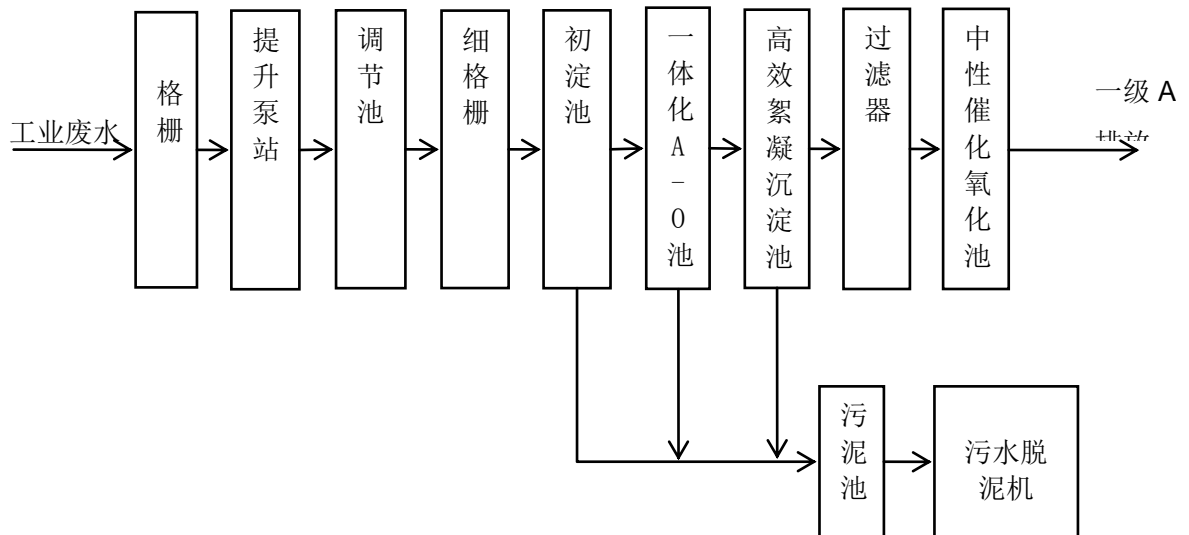 工业废水
格栅
提升泵站
调节池
细格栅
初淀池
一体化A-O池
高效絮凝沉淀池
过滤器
中性催化氧化池
一级 A
排放
污泥池
污水脱
泥机